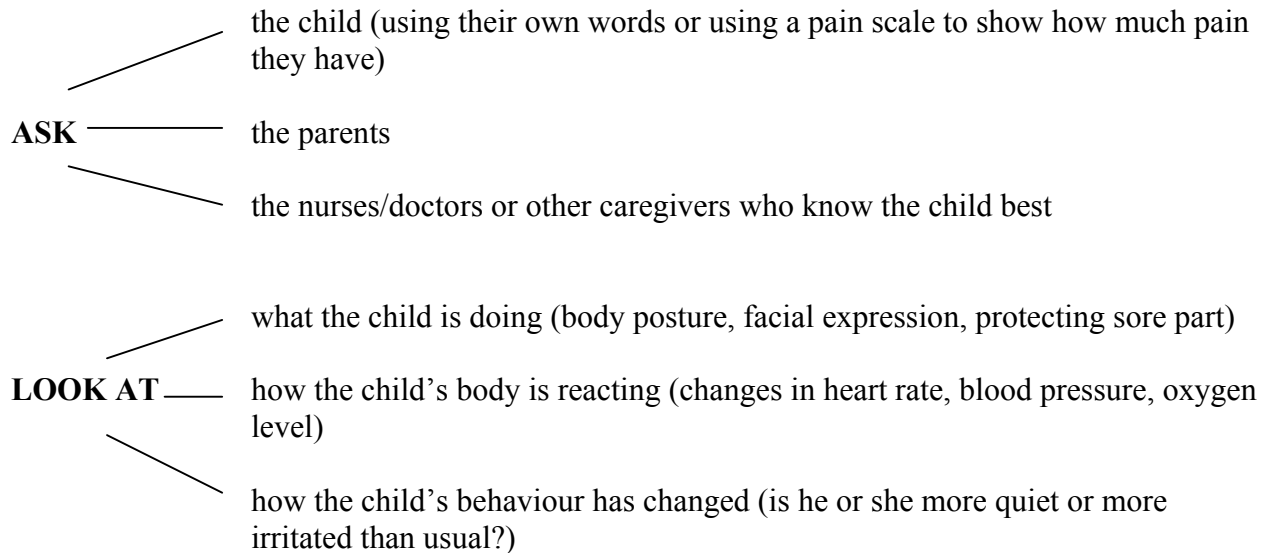 the child (using their own words or using a pain scale to show how much pain
they have)
ASK
the parents
the nurses/doctors or other caregivers who know the child best
what the child is doing (body posture, facial expression, protecting sore part)
LOOK AT
how the child’s body is reacting (changes in heart rate, blood pressure, oxygen
level)
how the child’s behaviour has changed (is he or she more quiet or more
irritated than usual?)